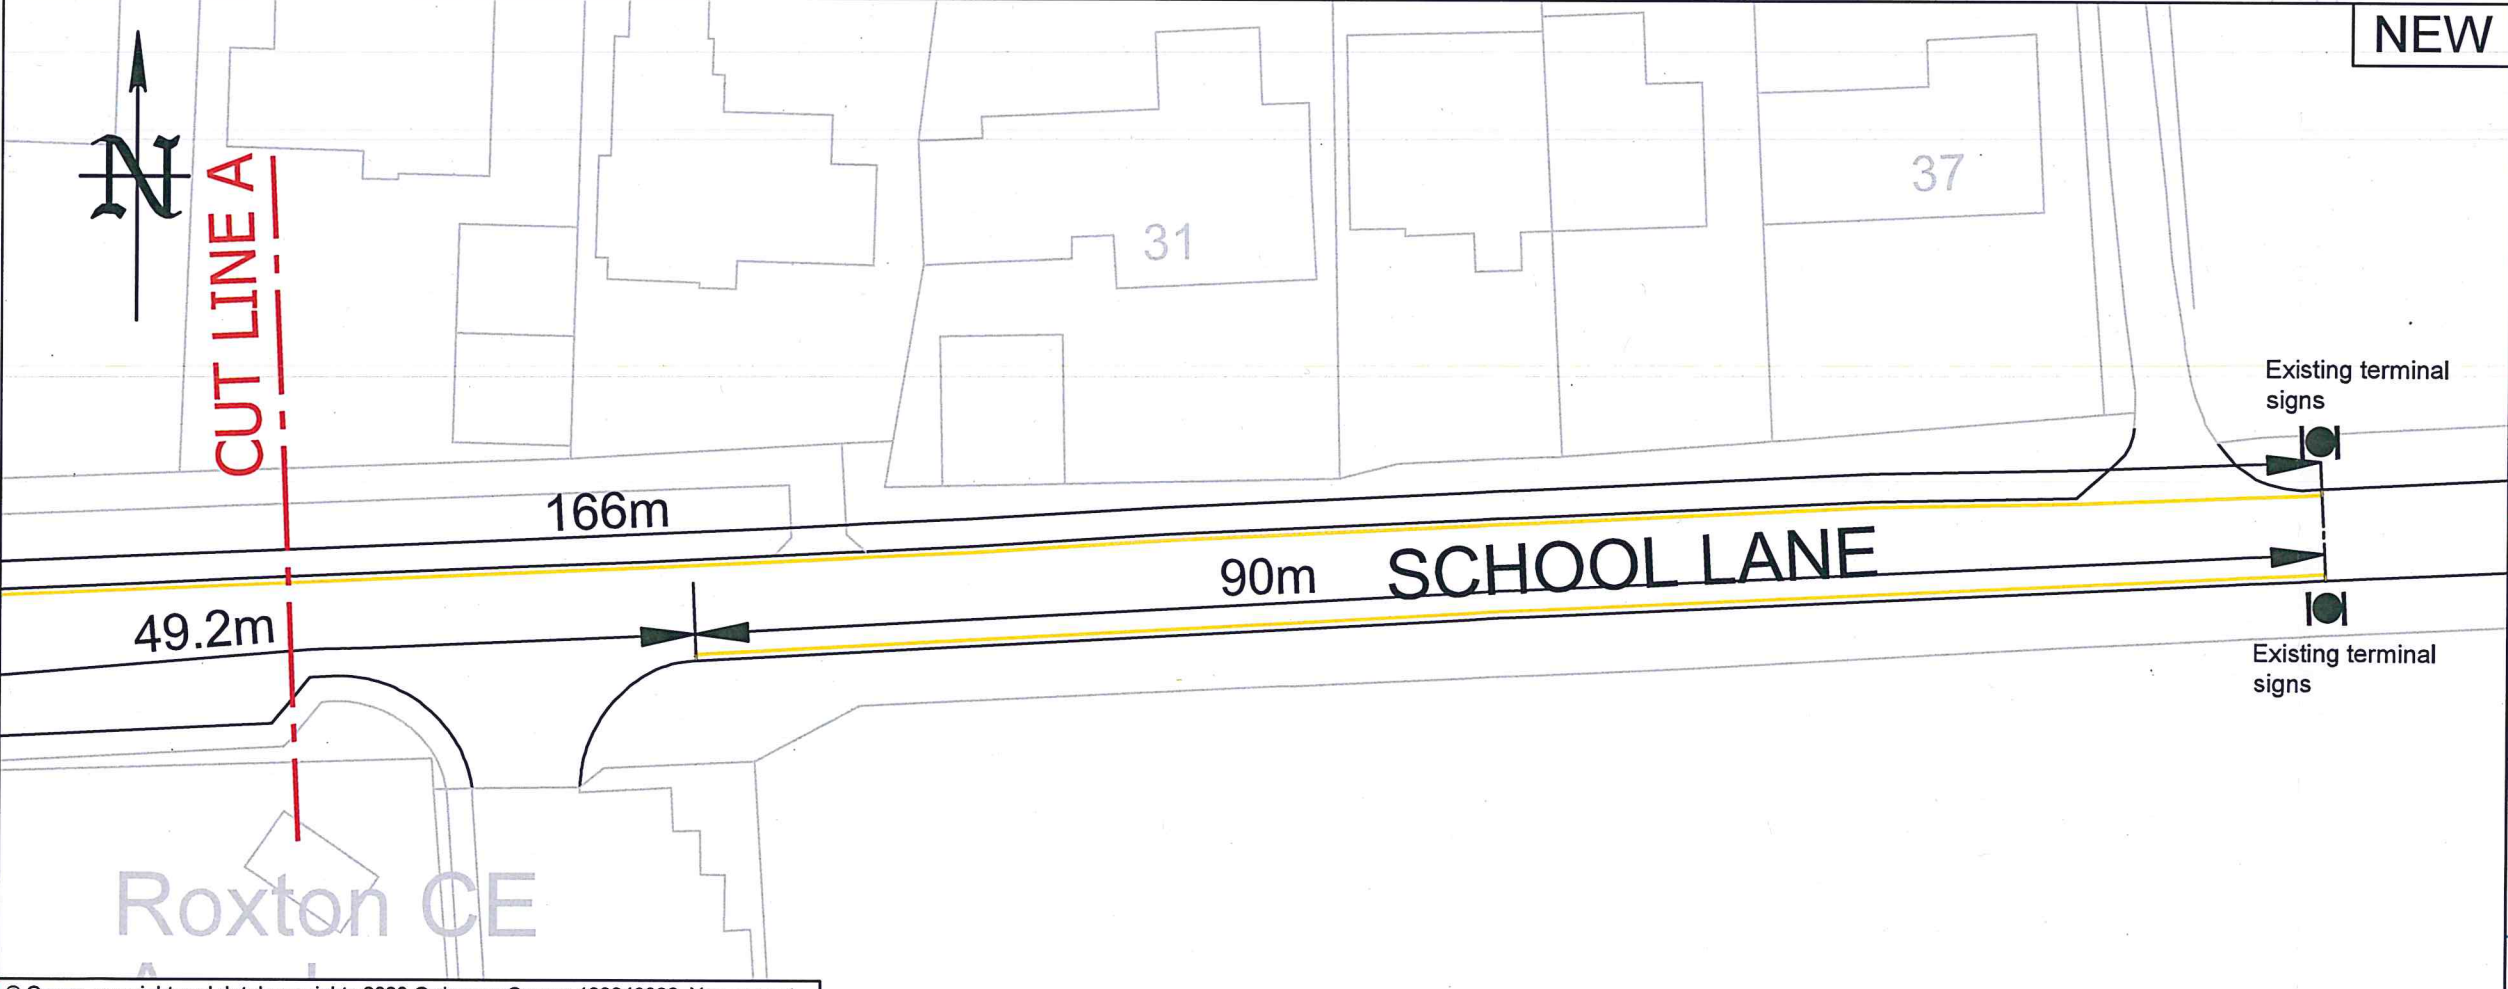 NEW
N
CUT LINE A
31
37
Existing terminal
signs
166m
90m
SCHOOL LANE
49.2m
Existing terminal
signs
Roxton CE